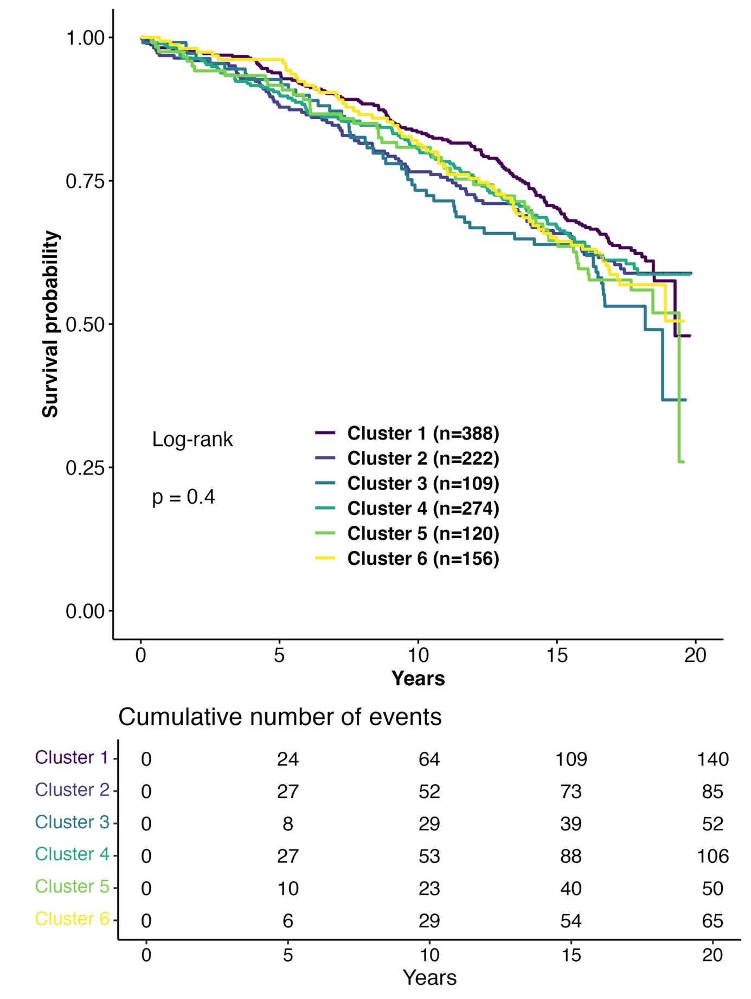 1.00
0.75
0.50
0.25
0.00
Survival probability
Log-rank
p = 0.4
Cluster 1 (n=388)
Cluster 2 (n=222)
Cluster 3 (n=109)
Cluster 4 (n=274)
Cluster 5 (n=120)
Cluster 6 (n=156)
0 5 10 15 20
Years
Cumulative number of events
Cluster 1 0 24 64 109 140
Cluster 2 0 27 52 73 85
Cluster 3 0 8 29 39 52
Cluster 4 0 27 53 88 106
Cluster 5 0 10 23 40 50
Cluster 6 0 6 29 54 65
0 5 10 15 20
Years